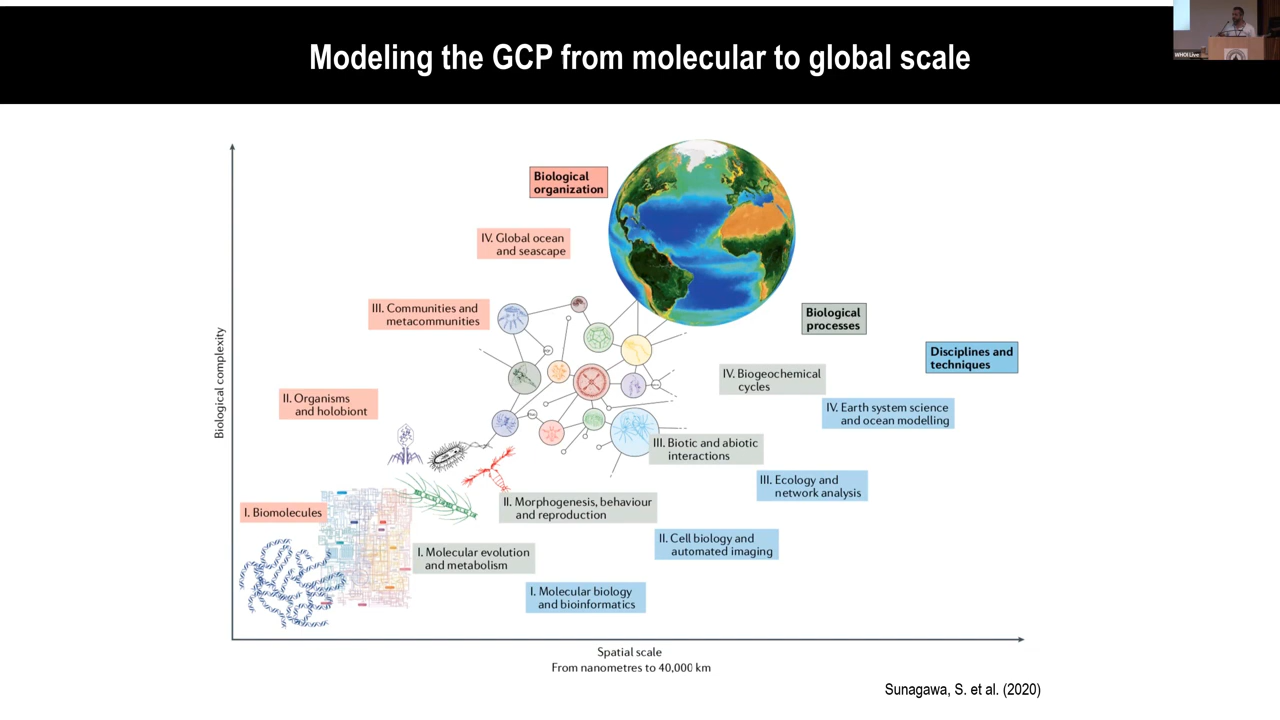 Modeling the GCP from molecular to global scale
WHOI Live
Biological
organization
IV. Global ocean
and seascape
III. Communities and
metacommunities
Biological
processes
Disciplines and
techniques
IV. Biogeochemical
cycles
II. Organisms
and holobiont
IV. Earth system science
and ocean modelling
III. Biotic and abiotic
interactions
III. Ecology and
network analysis
I. Biomolecules
II. Morphogenesis, behaviour
and reproduction
II. Cell biology and
automated imaging
I. Molecular evolution
and metabolism
I. Molecular biology
and bioinformatics
Biological complexity
Spatial scale
From nanometres to 40,000 km
Sunagawa, S. et al. (2020)